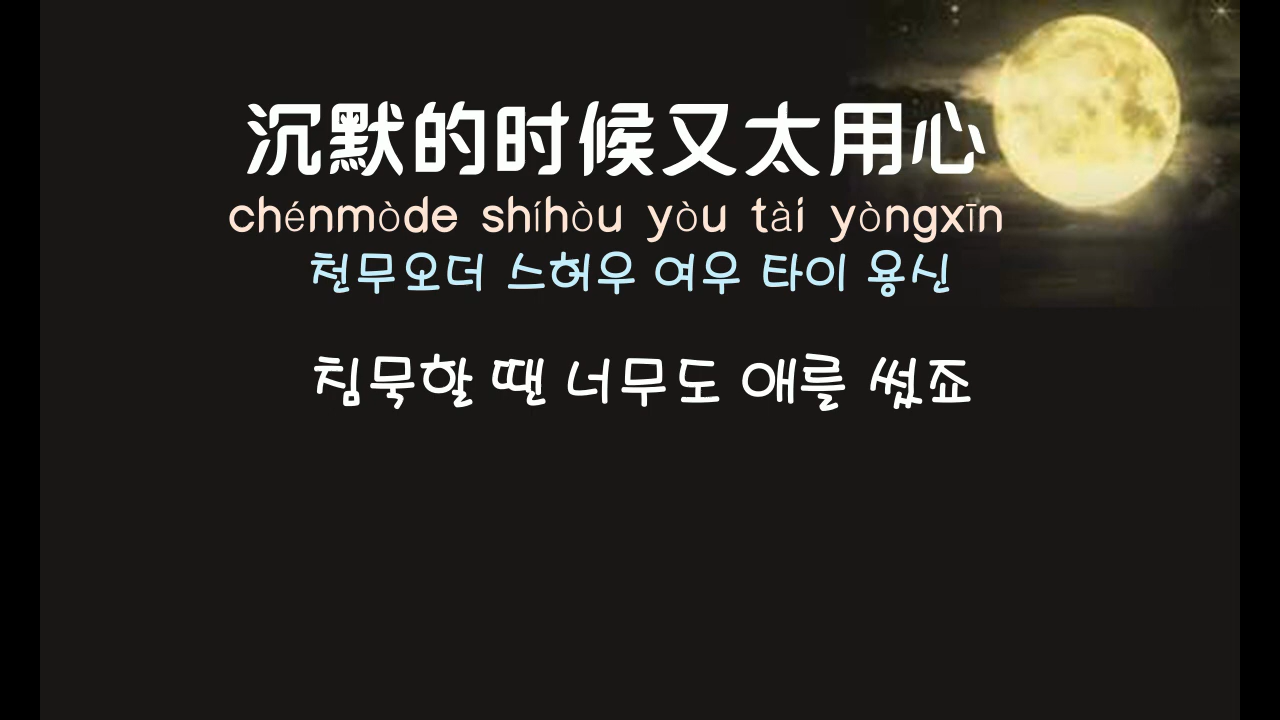 沉默的时候又太用心
chénmòde shíhòu yòu tài yòngxīn
천무오더 스허우 여우 타이 용신
침묵할 땐 너무도 애를 썼죠